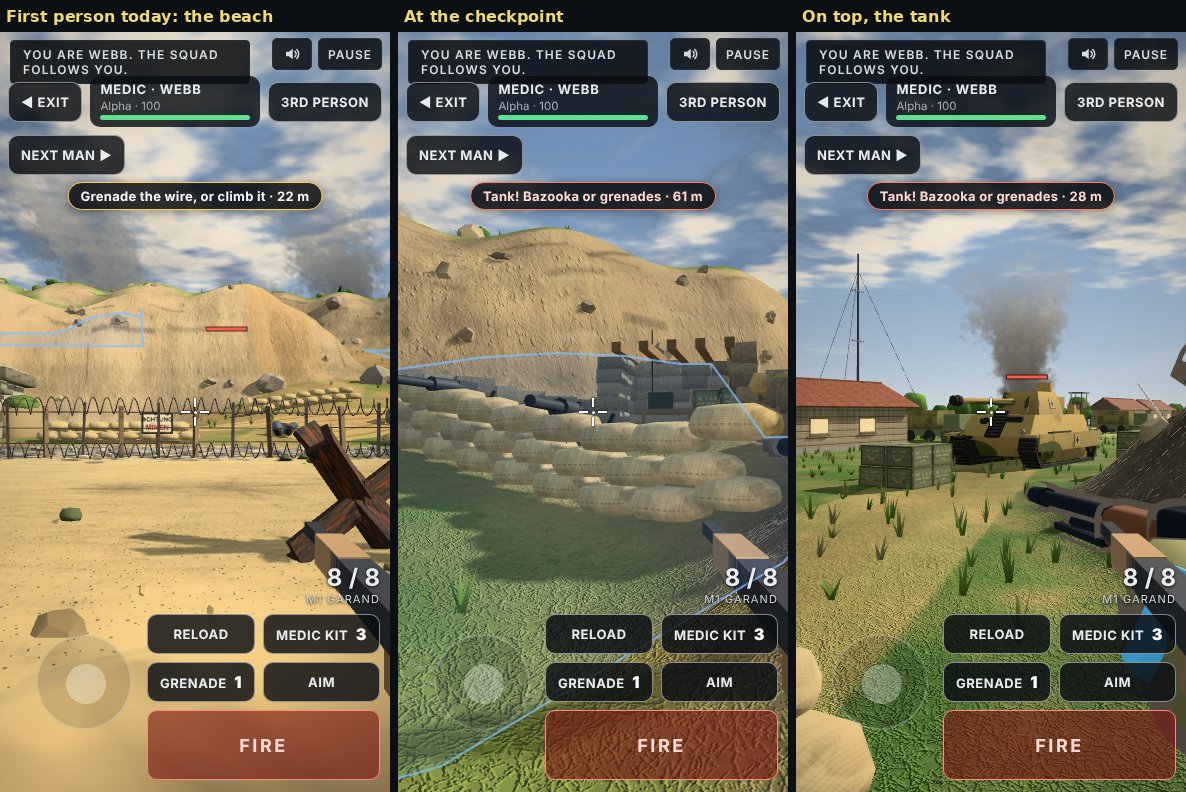 First person today: the beach
YOU ARE WEBB. THE SQUAD
FOLLOWS YOU.
PAUSE
EXIT
MEDIC · WEBB
Alpha · 100
3RD PERSON
NEXT MAN
Grenade the wire, or climb it · 22 m
ACHTUNG
MINEN
8 / 8
M1 GARAND
RELOAD
MEDIC KIT 3
GRENADE 1
AIM
FIRE
At the checkpoint
YOU ARE WEBB. THE SQUAD
FOLLOWS YOU.
PAUSE
EXIT
MEDIC · WEBB
Alpha · 100
3RD PERSON
NEXT MAN
Tank! Bazooka or grenades · 61 m
8 / 8
M1 GARAND
RELOAD
MEDIC KIT 3
GRENADE 1
AIM
FIRE
On top, the tank
YOU ARE WEBB. THE SQUAD
FOLLOWS YOU.
PAUSE
EXIT
MEDIC · WEBB
Alpha · 100
3RD PERSON
NEXT MAN
Tank! Bazooka or grenades · 28 m
8 / 8
M1 GARAND
RELOAD
MEDIC KIT 3
GRENADE 1
AIM
FIRE